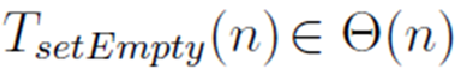 T_{setEmpty}(n) ∈ Θ(n)